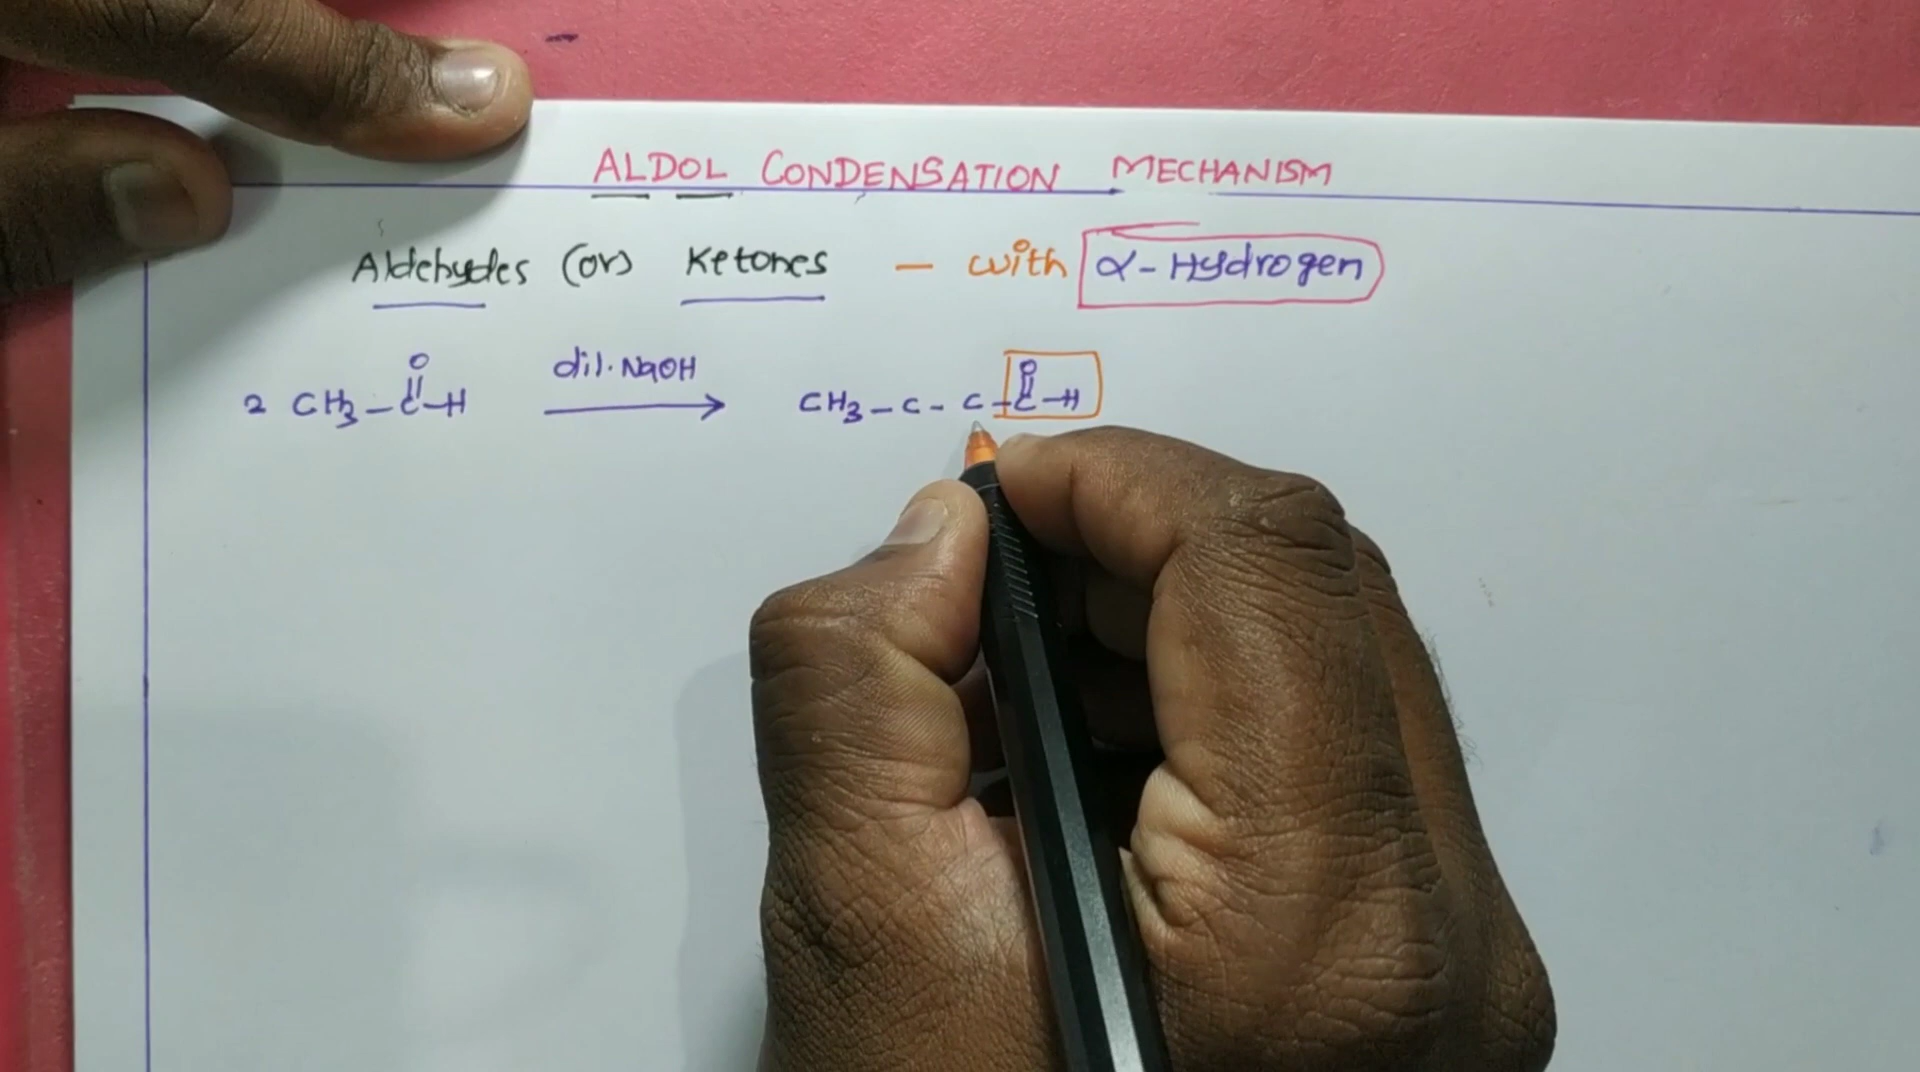 ALDOL CONDENSATION MECHANISM
Aldehydes (or) Ketones — with α-Hydrogen
O dil. NaOH O
2 CH₃-C-H → CH₃-C-C-C-H